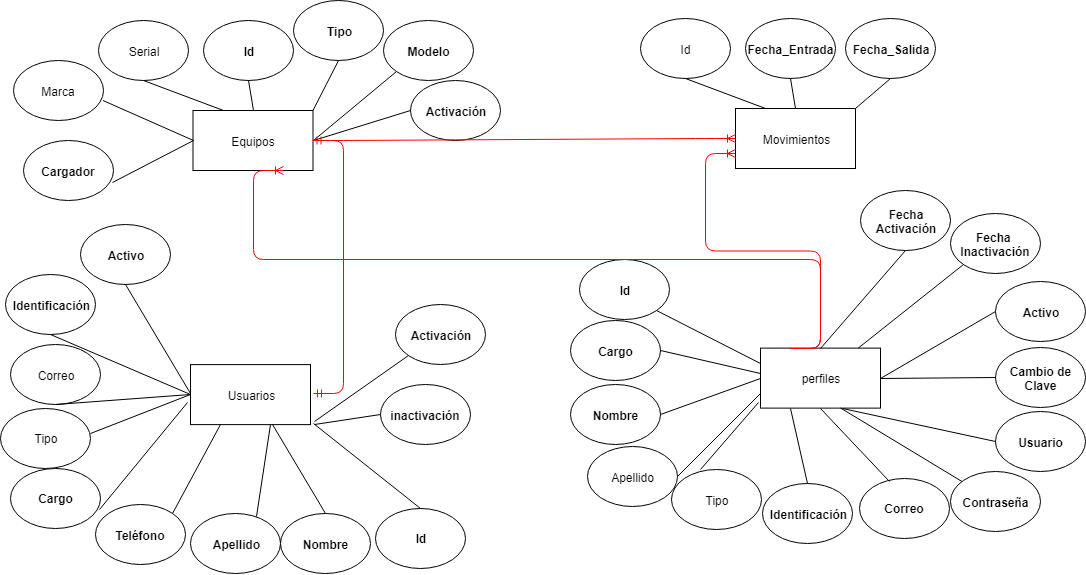 Serial
Id
Tipo
Modelo
Marca
Activación
Cargador
Equipos
Id
Fecha_Entrada
Fecha_Salida
Movimientos
Activo
Identificación
Correo
Tipo
Cargo
Usuarios
Activación
inactivación
Teléfono
Apellido
Nombre
Id
Fecha
Activación
Fecha
Inactivación
Id
Cargo
Nombre
Apellido
Tipo
perfiles
Activo
Cambio de
Clave
Usuario
Identificación
Correo
Contraseña